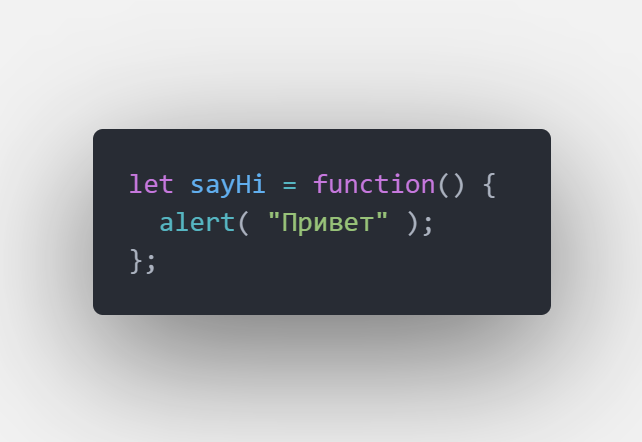 let sayHi = function() {
  alert( "Привет" );
};